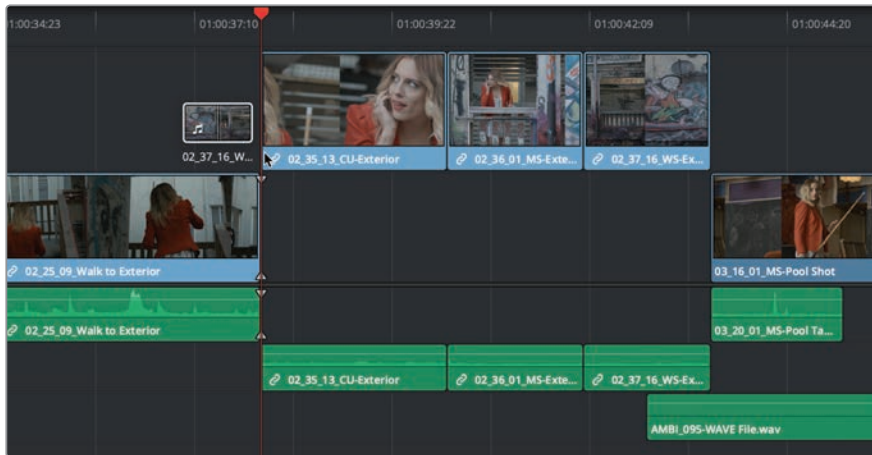 1:00:34:23 01:00:37:10 01:00:39:22 01:00:42:09 01:00:44:20
02_37_16_W...
02_35_13_CU-Exterior 02_36_01_MS-Exte... 02_37_16_WS-Ex...
02_25_09_Walk to Exterior 03_16_01_MS-Pool Shot
02_25_09_Walk to Exterior 03_20_01_MS-Pool Ta...
02_35_13_CU-Exterior 02_36_01_MS-Exte... 02_37_16_WS-Ex...
AMBI_095-WAVE File.wav